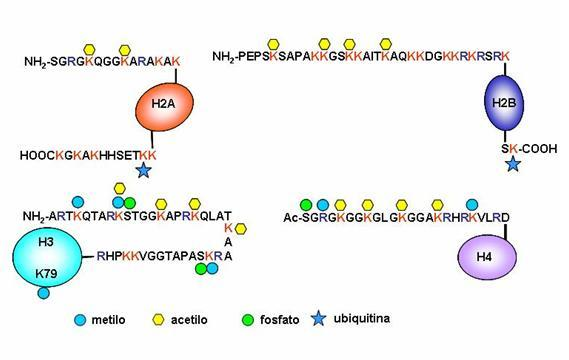 NH₂-SGRGKQGGKARAKAK
H2A
HOOCKGKAKHHSETKK
NH₂-PEPSKSAPAKKGSKKAITKAQKKDGKKRKRSRK
H2B
SK-COOH
NH₂-ARTKQTARKSTGGKAPRKQLAT
K
A
RHPKKVGGTAPASKRA
H3
K79
Ac-SGRGKGGKGLGKGGAKRHRKVLRD
H4
metilo acetilo fosfato ubiquitina